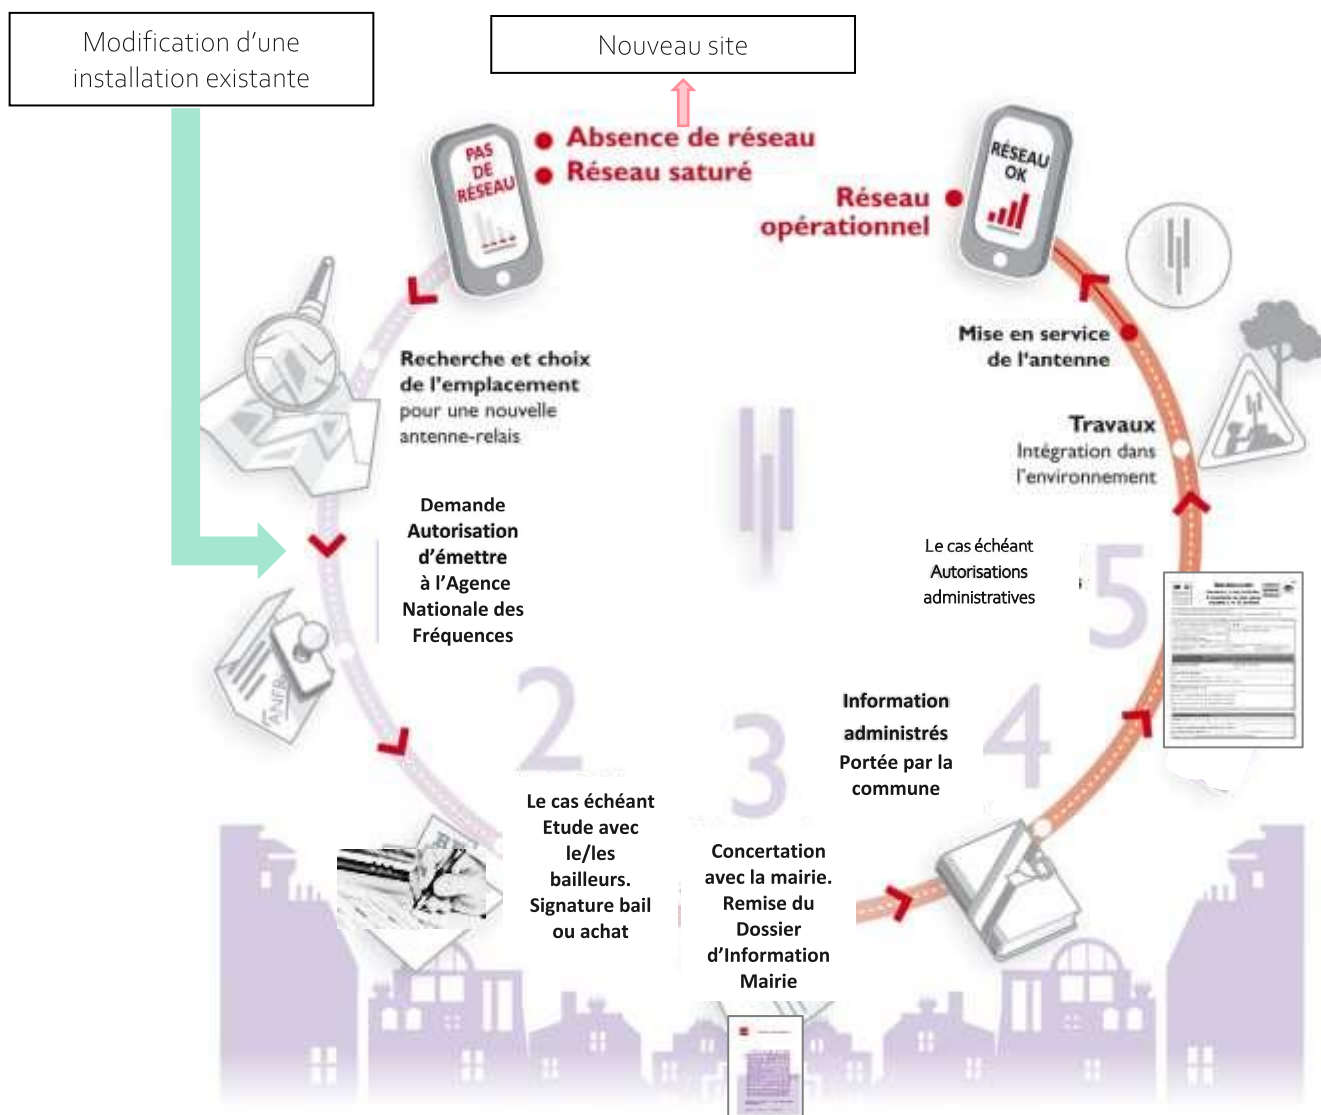 Modification d’une
installation existante
Nouveau site
PAS
DE
RÉSEAU
Absence de réseau
Réseau saturé
RÉSEAU
OK
Réseau
opérationnel
Mise en service
de l'antenne
Recherche et choix
de l'emplacement
pour une nouvelle
antenne-relais
Travaux
Intégration dans
l'environnement
Demande
Autorisation
d’émettre
à l’Agence
Nationale des
Fréquences
ANFR
Le cas échéant
Autorisations
administratives
5
2
Le cas échéant
Etude avec
le/les
bailleurs.
Signature bail
ou achat
3
Concertation
avec la mairie.
Remise du
Dossier
d’Information
Mairie
4
Information
administrés
Portée par la
commune